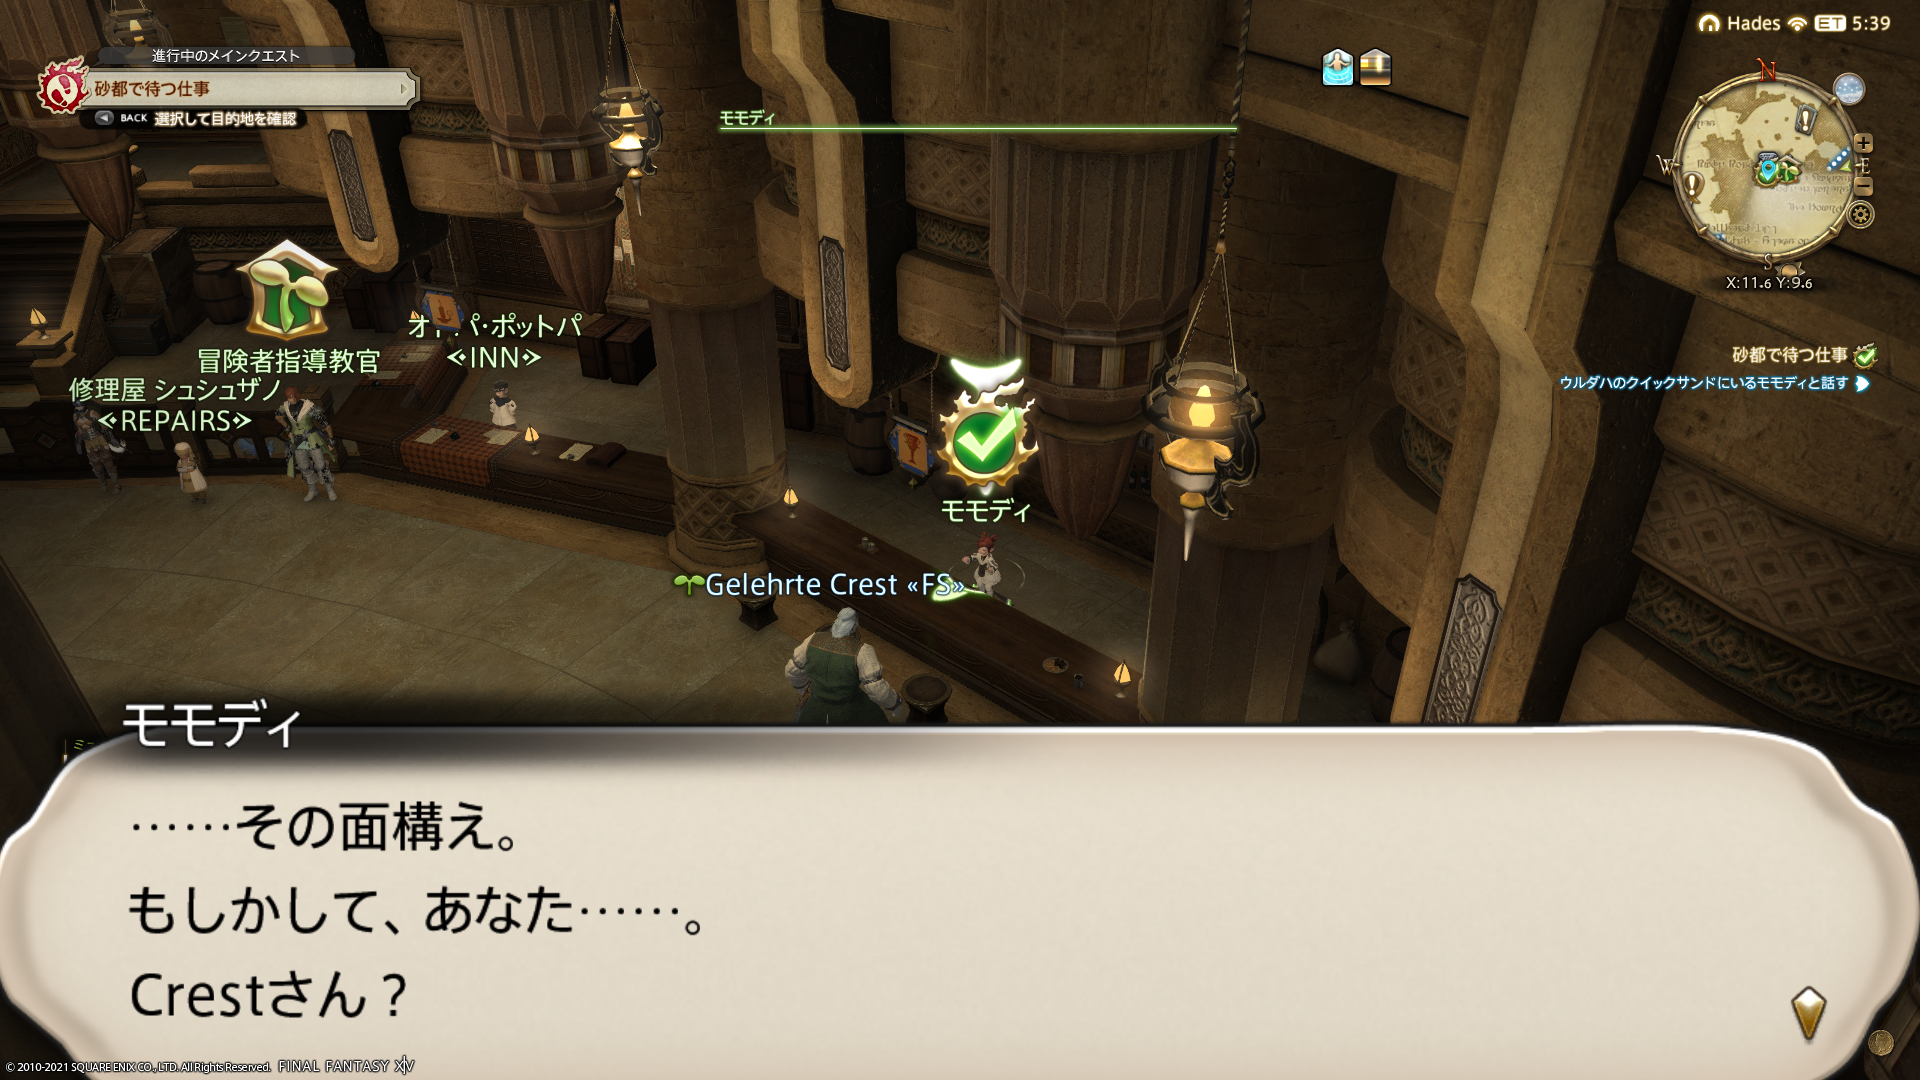 進行中のメインクエスト
砂都で待つ仕事
BACK 選択して目的地を確認
モモディ
Hades ET 5:39
N
W
E
S
X:11.6 Y:9.6
砂都で待つ仕事
ウルダハのクイックサンドにいるモモディと話す
冒険者指導教官
修理屋 シュシュザノ
<REPAIRS>
パ・ポットパ
<INN>
モモディ
Gelehrte Crest «FS»
モモディ
……その面構え。
もしかして、あなた……。
Crestさん？
© 2010-2021 SQUARE ENIX CO., LTD. All Rights Reserved. FINAL FANTASY XIV